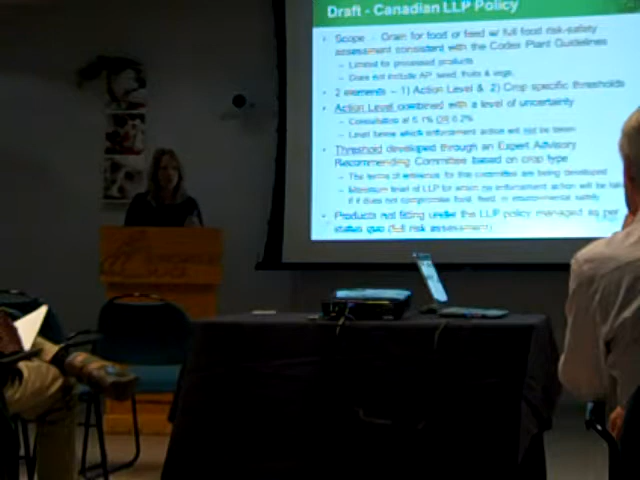 Draft - Canadian LLP Policy
Scope - Grain for food or feed w/ full food risk-safety
assessment consistent with the Codex Plant Guidelines
Limited for processed products
Does not include AP, seed, fruits & vegs.
2 elements – 1) Action Level & 2) Crop specific thresholds
Action Level combined with a level of uncertainty
Consultation at 0.1% OR 0.2%
Level below which enforcement action will not be taken
Threshold developed through an Expert Advisory
Recommending Committee based on crop type
The terms of reference for this committee are being developed
Maximum level of LLP for which no enforcement action will be
if it does not compromise food, feed, or environmental safety
Products not falling under the LLP policy managed as per
status quo (full risk assessment)